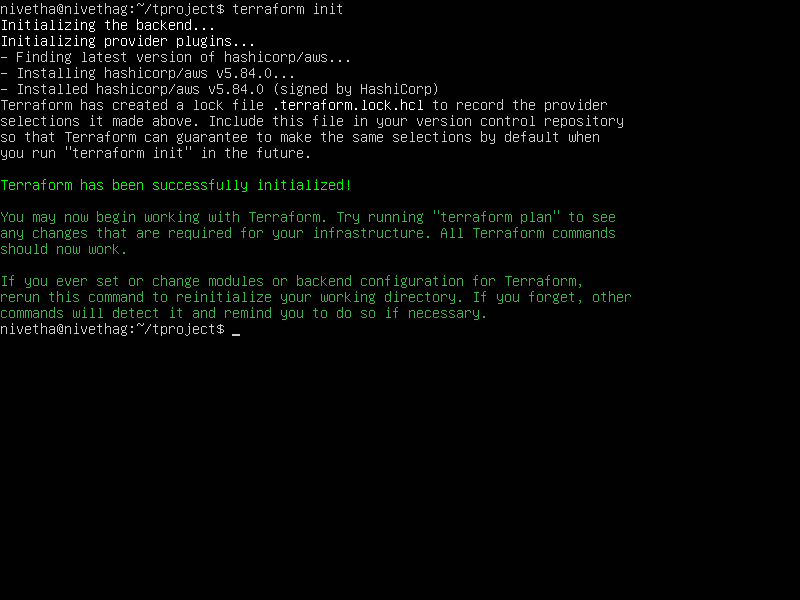 nivetha@nivethag:~/tproject$ terraform init
Initializing the backend...
Initializing provider plugins...
- Finding latest version of hashicorp/aws...
- Installing hashicorp/aws v5.84.0...
- Installed hashicorp/aws v5.84.0 (signed by HashiCorp)
Terraform has created a lock file .terraform.lock.hcl to record the provider
selections it made above. Include this file in your version control repository
so that Terraform can guarantee to make the same selections by default when
you run "terraform init" in the future.
Terraform has been successfully initialized!
You may now begin working with Terraform. Try running "terraform plan" to see
any changes that are required for your infrastructure. All Terraform commands
should now work.
If you ever set or change modules or backend configuration for Terraform,
rerun this command to reinitialize your working directory. If you forget, other
commands will detect it and remind you to do so if necessary.
nivetha@nivethag:~/tproject$ _